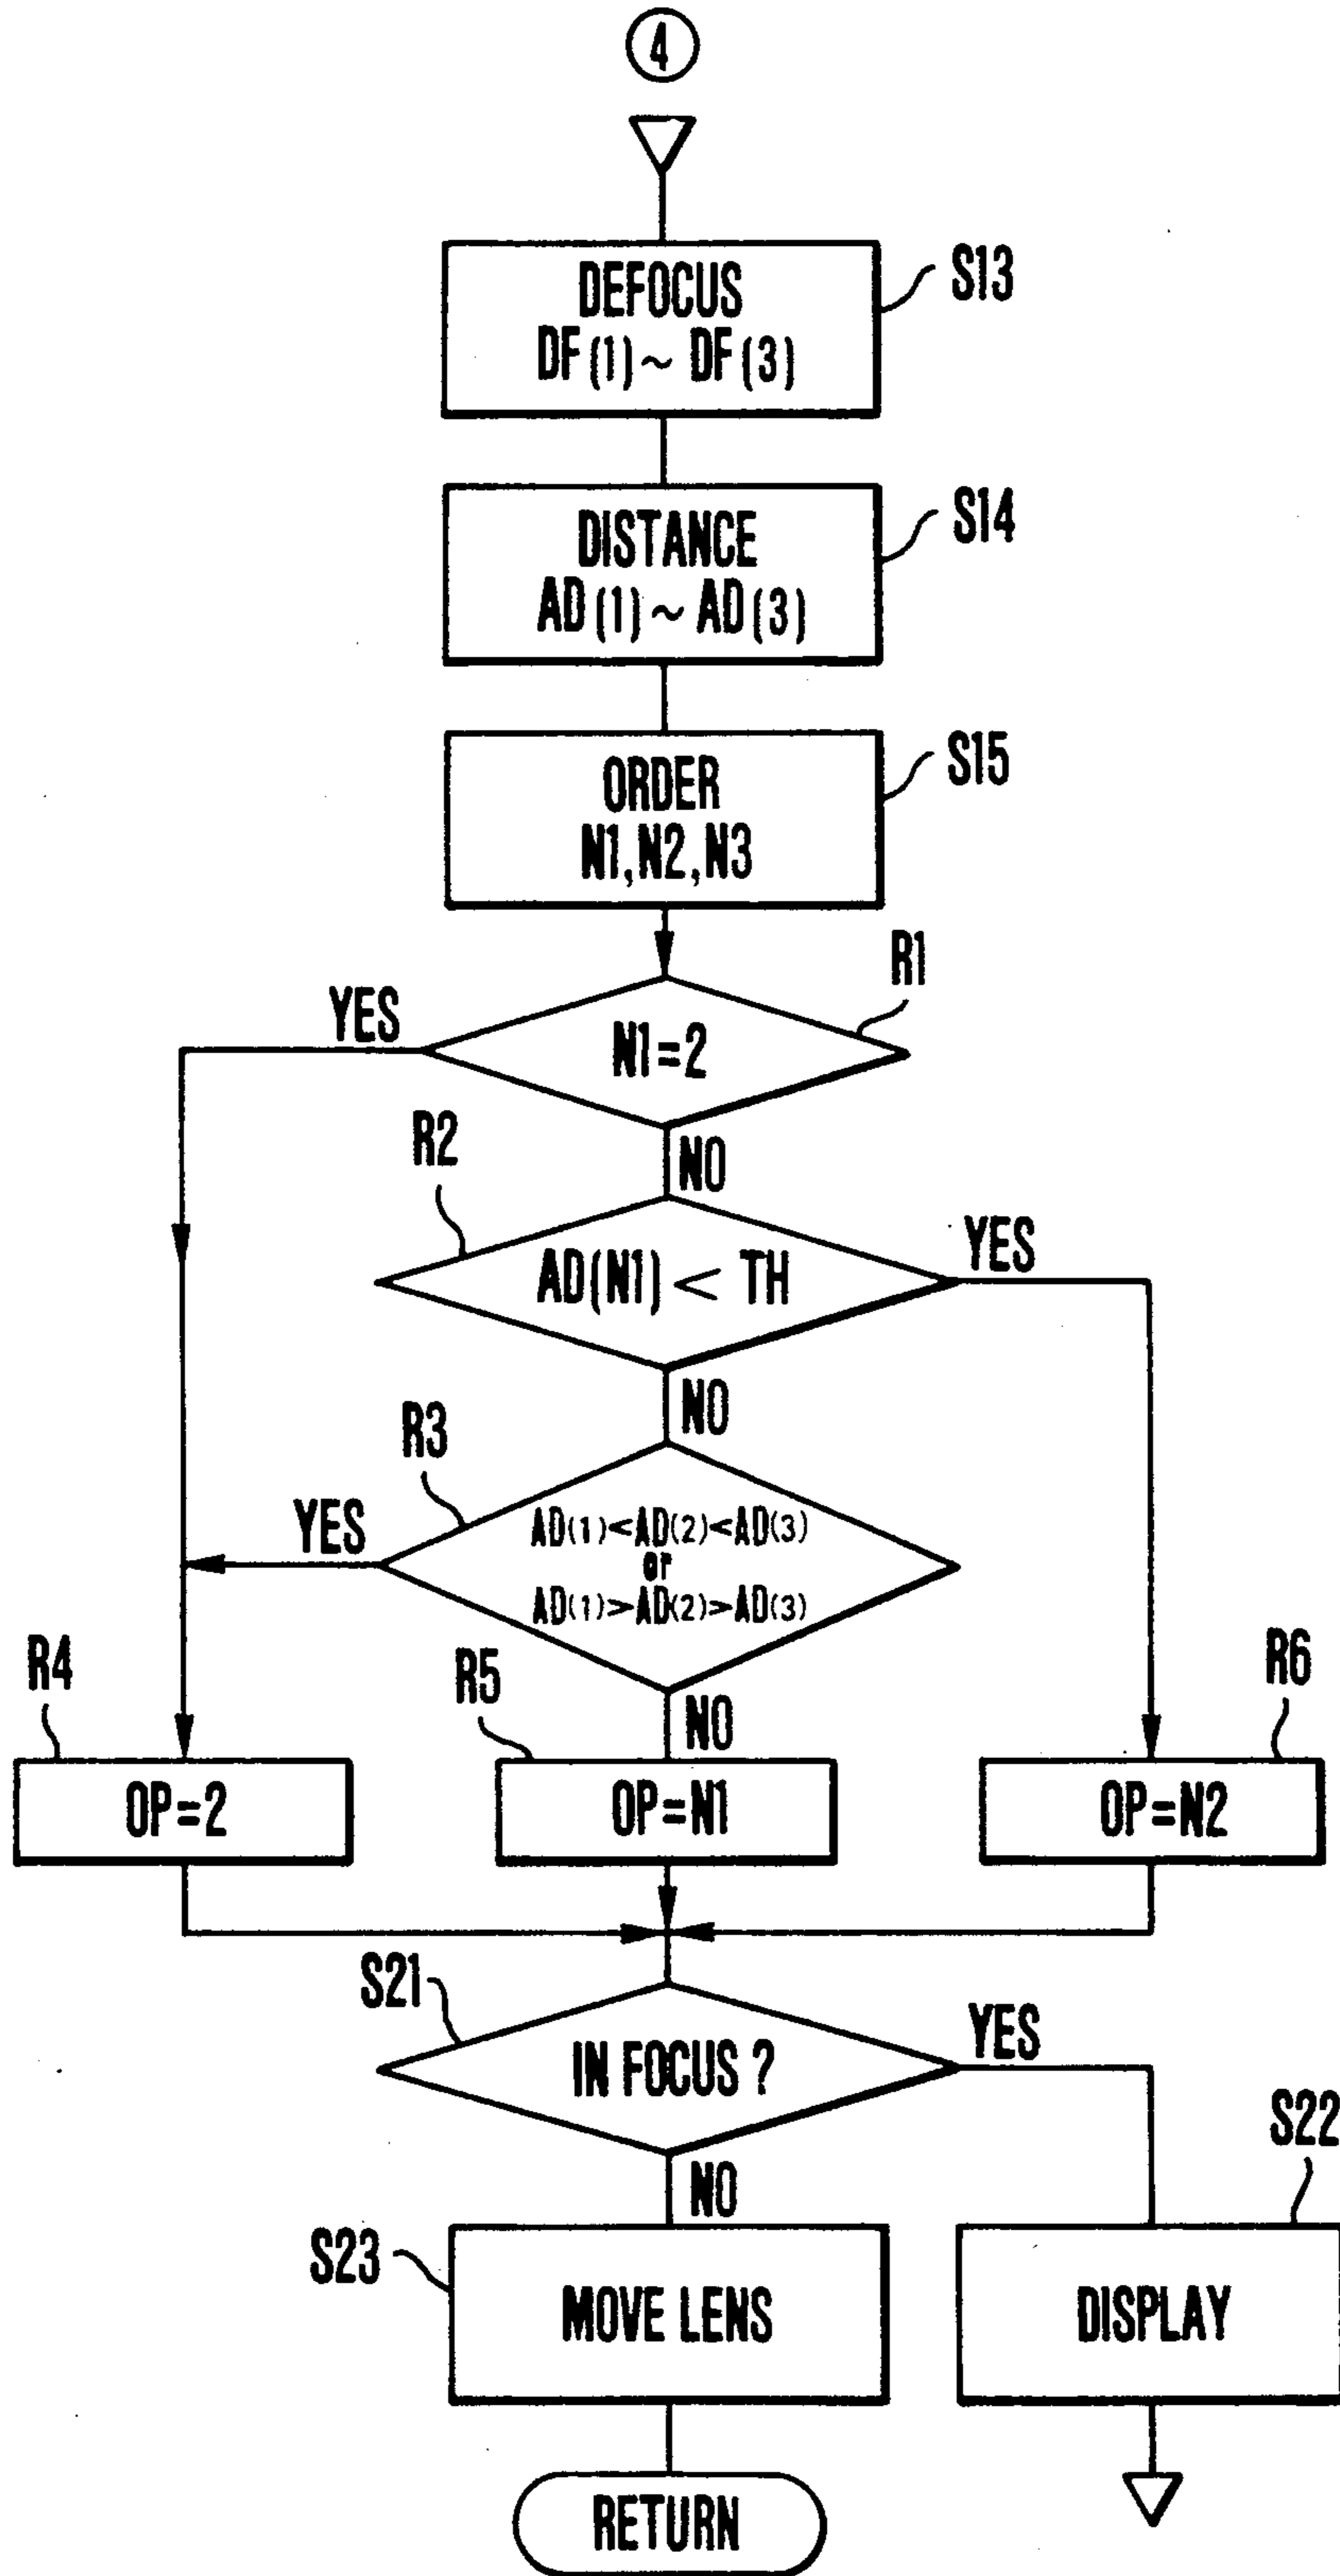 4
DEFOCUS
DF(1)~DF(3)
S13
DISTANCE
AD(1)~AD(3)
S14
ORDER
N1,N2,N3
S15
R1
YES
N1=2
NO
R2
AD(N1) < TH
YES
NO
R3
YES
AD(1)<AD(2)<AD(3)
or
AD(1)>AD(2)>AD(3)
NO
R4
OP=2
R5
OP=N1
R6
OP=N2
S21
IN FOCUS ?
YES
NO
S23
MOVE LENS
S22
DISPLAY
RETURN